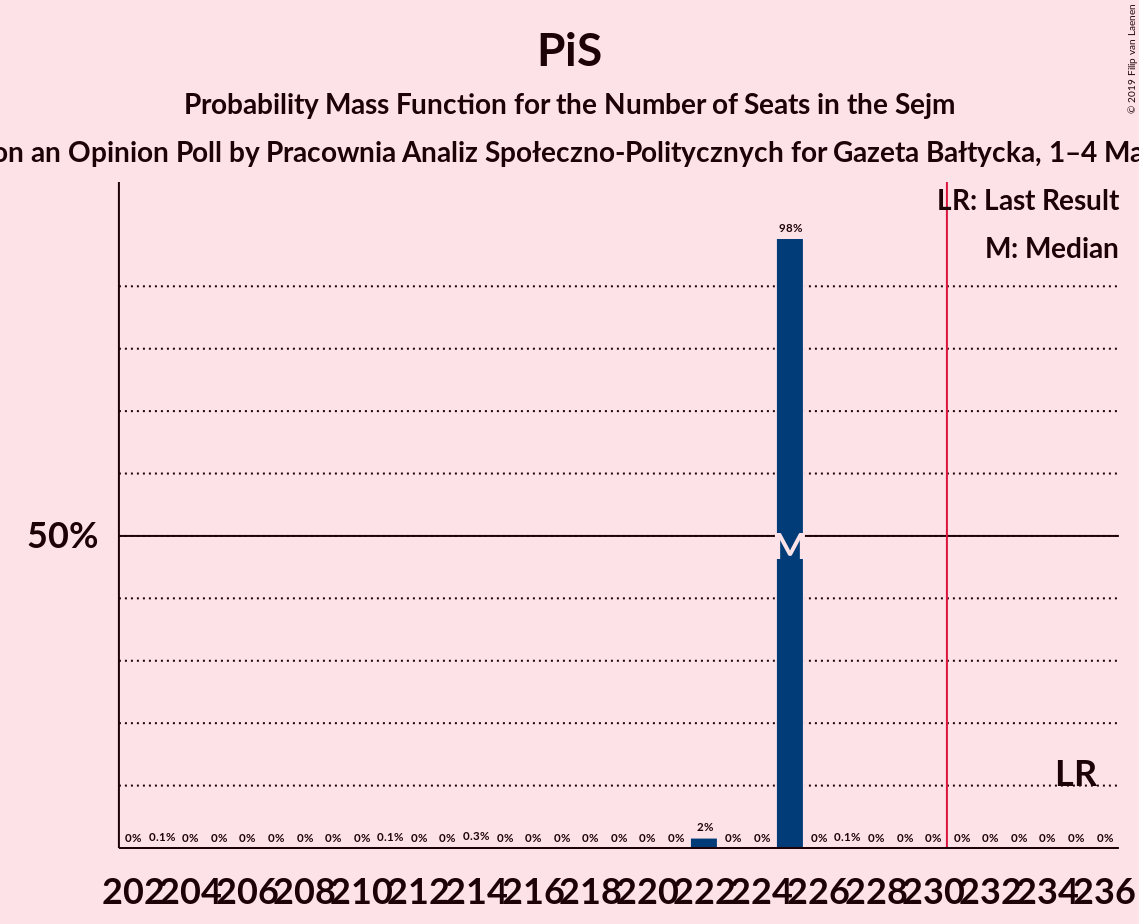 © 2019 Filip van Laenen
PiS
Probability Mass Function for the Number of Seats in the Sejm
on an Opinion Poll by Pracownia Analiz Społeczno-Politycznych for Gazeta Bałtycka, 1–4 Ma
LR: Last Result
M: Median
98%
50%
M
LR
0% 0.1% 0% 0% 0% 0% 0% 0% 0% 0.1% 0% 0% 0.3% 0% 0% 0% 0% 0% 0% 0% 2% 0% 0% 0% 0.1% 0% 0% 0% 0% 0% 0% 0% 0% 0%
202 204 206 208 210 212 214 216 218 220 222 224 226 228 230 232 234 236